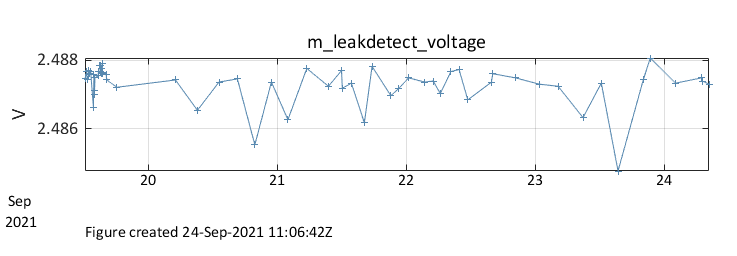 m_leakdetect_voltage
2.488
2.486
V
20 21 22 23 24
Sep
2021
Figure created 24-Sep-2021 11:06:42Z